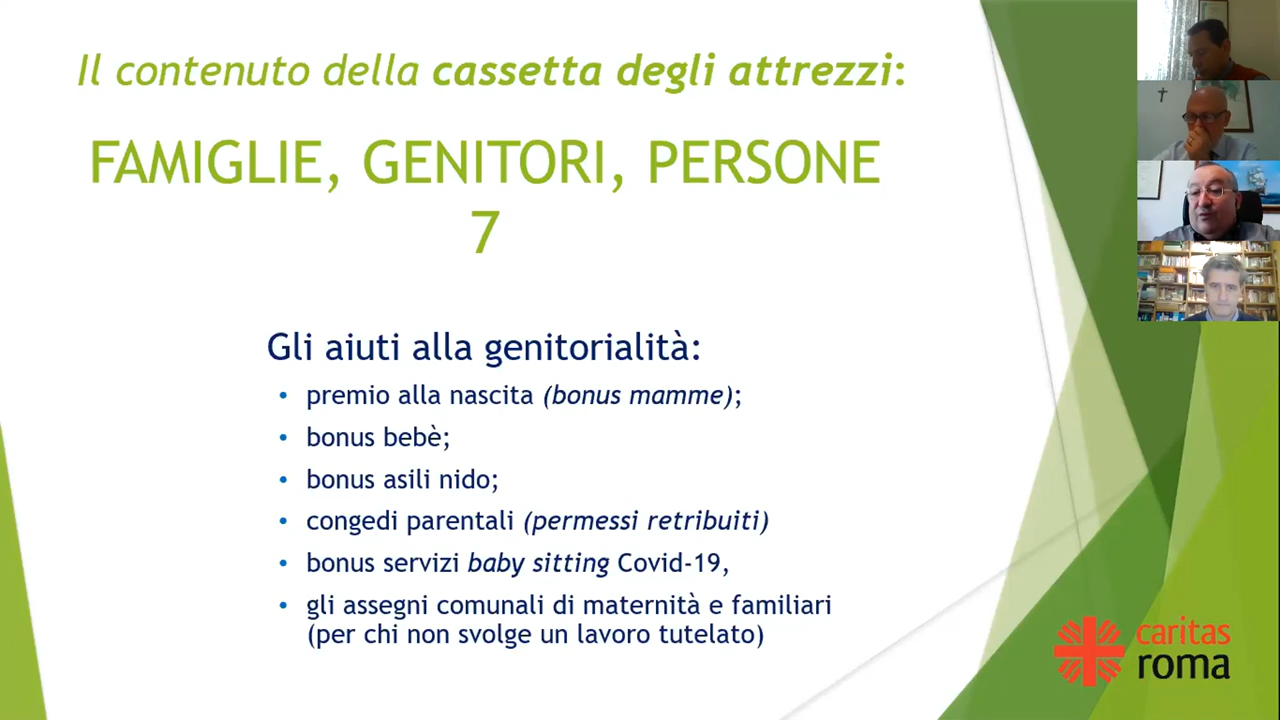 Il contenuto della cassetta degli attrezzi:
FAMIGLIE, GENITORI, PERSONE
7
Gli aiuti alla genitorialità:
• premio alla nascita (bonus mamme);
• bonus bebè;
• bonus asili nido;
• congedi parentali (permessi retribuiti)
• bonus servizi baby sitting Covid-19,
• gli assegni comunali di maternità e familiari
(per chi non svolge un lavoro tutelato)
caritas
roma